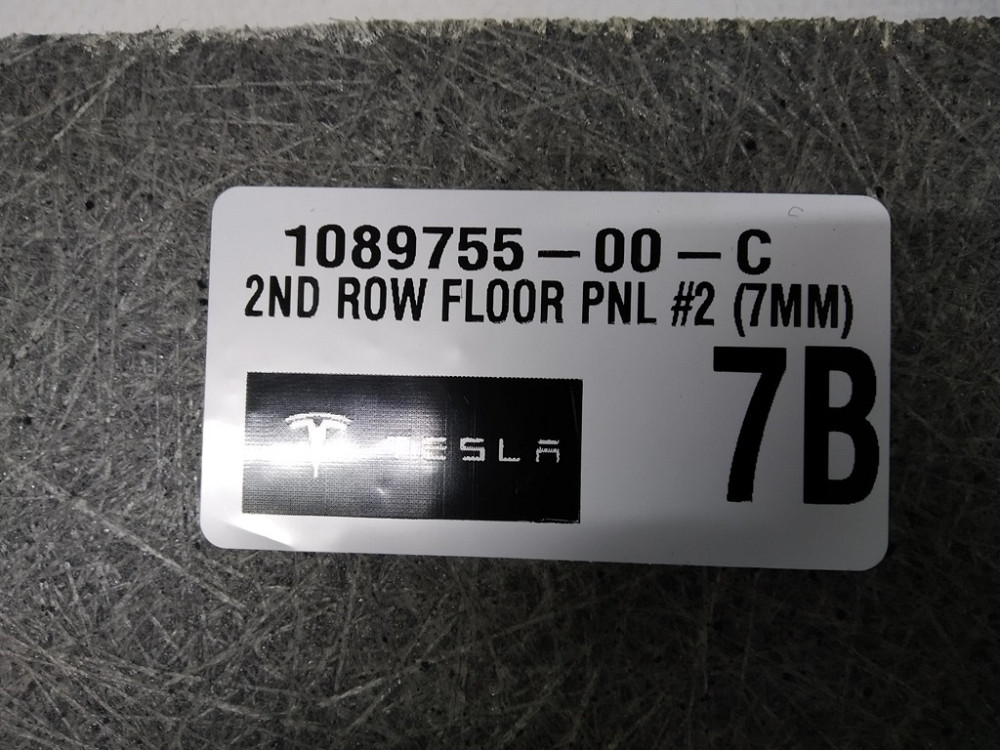 1089755-00-C
2ND ROW FLOOR PNL #2 (7MM)
7B
TESLA